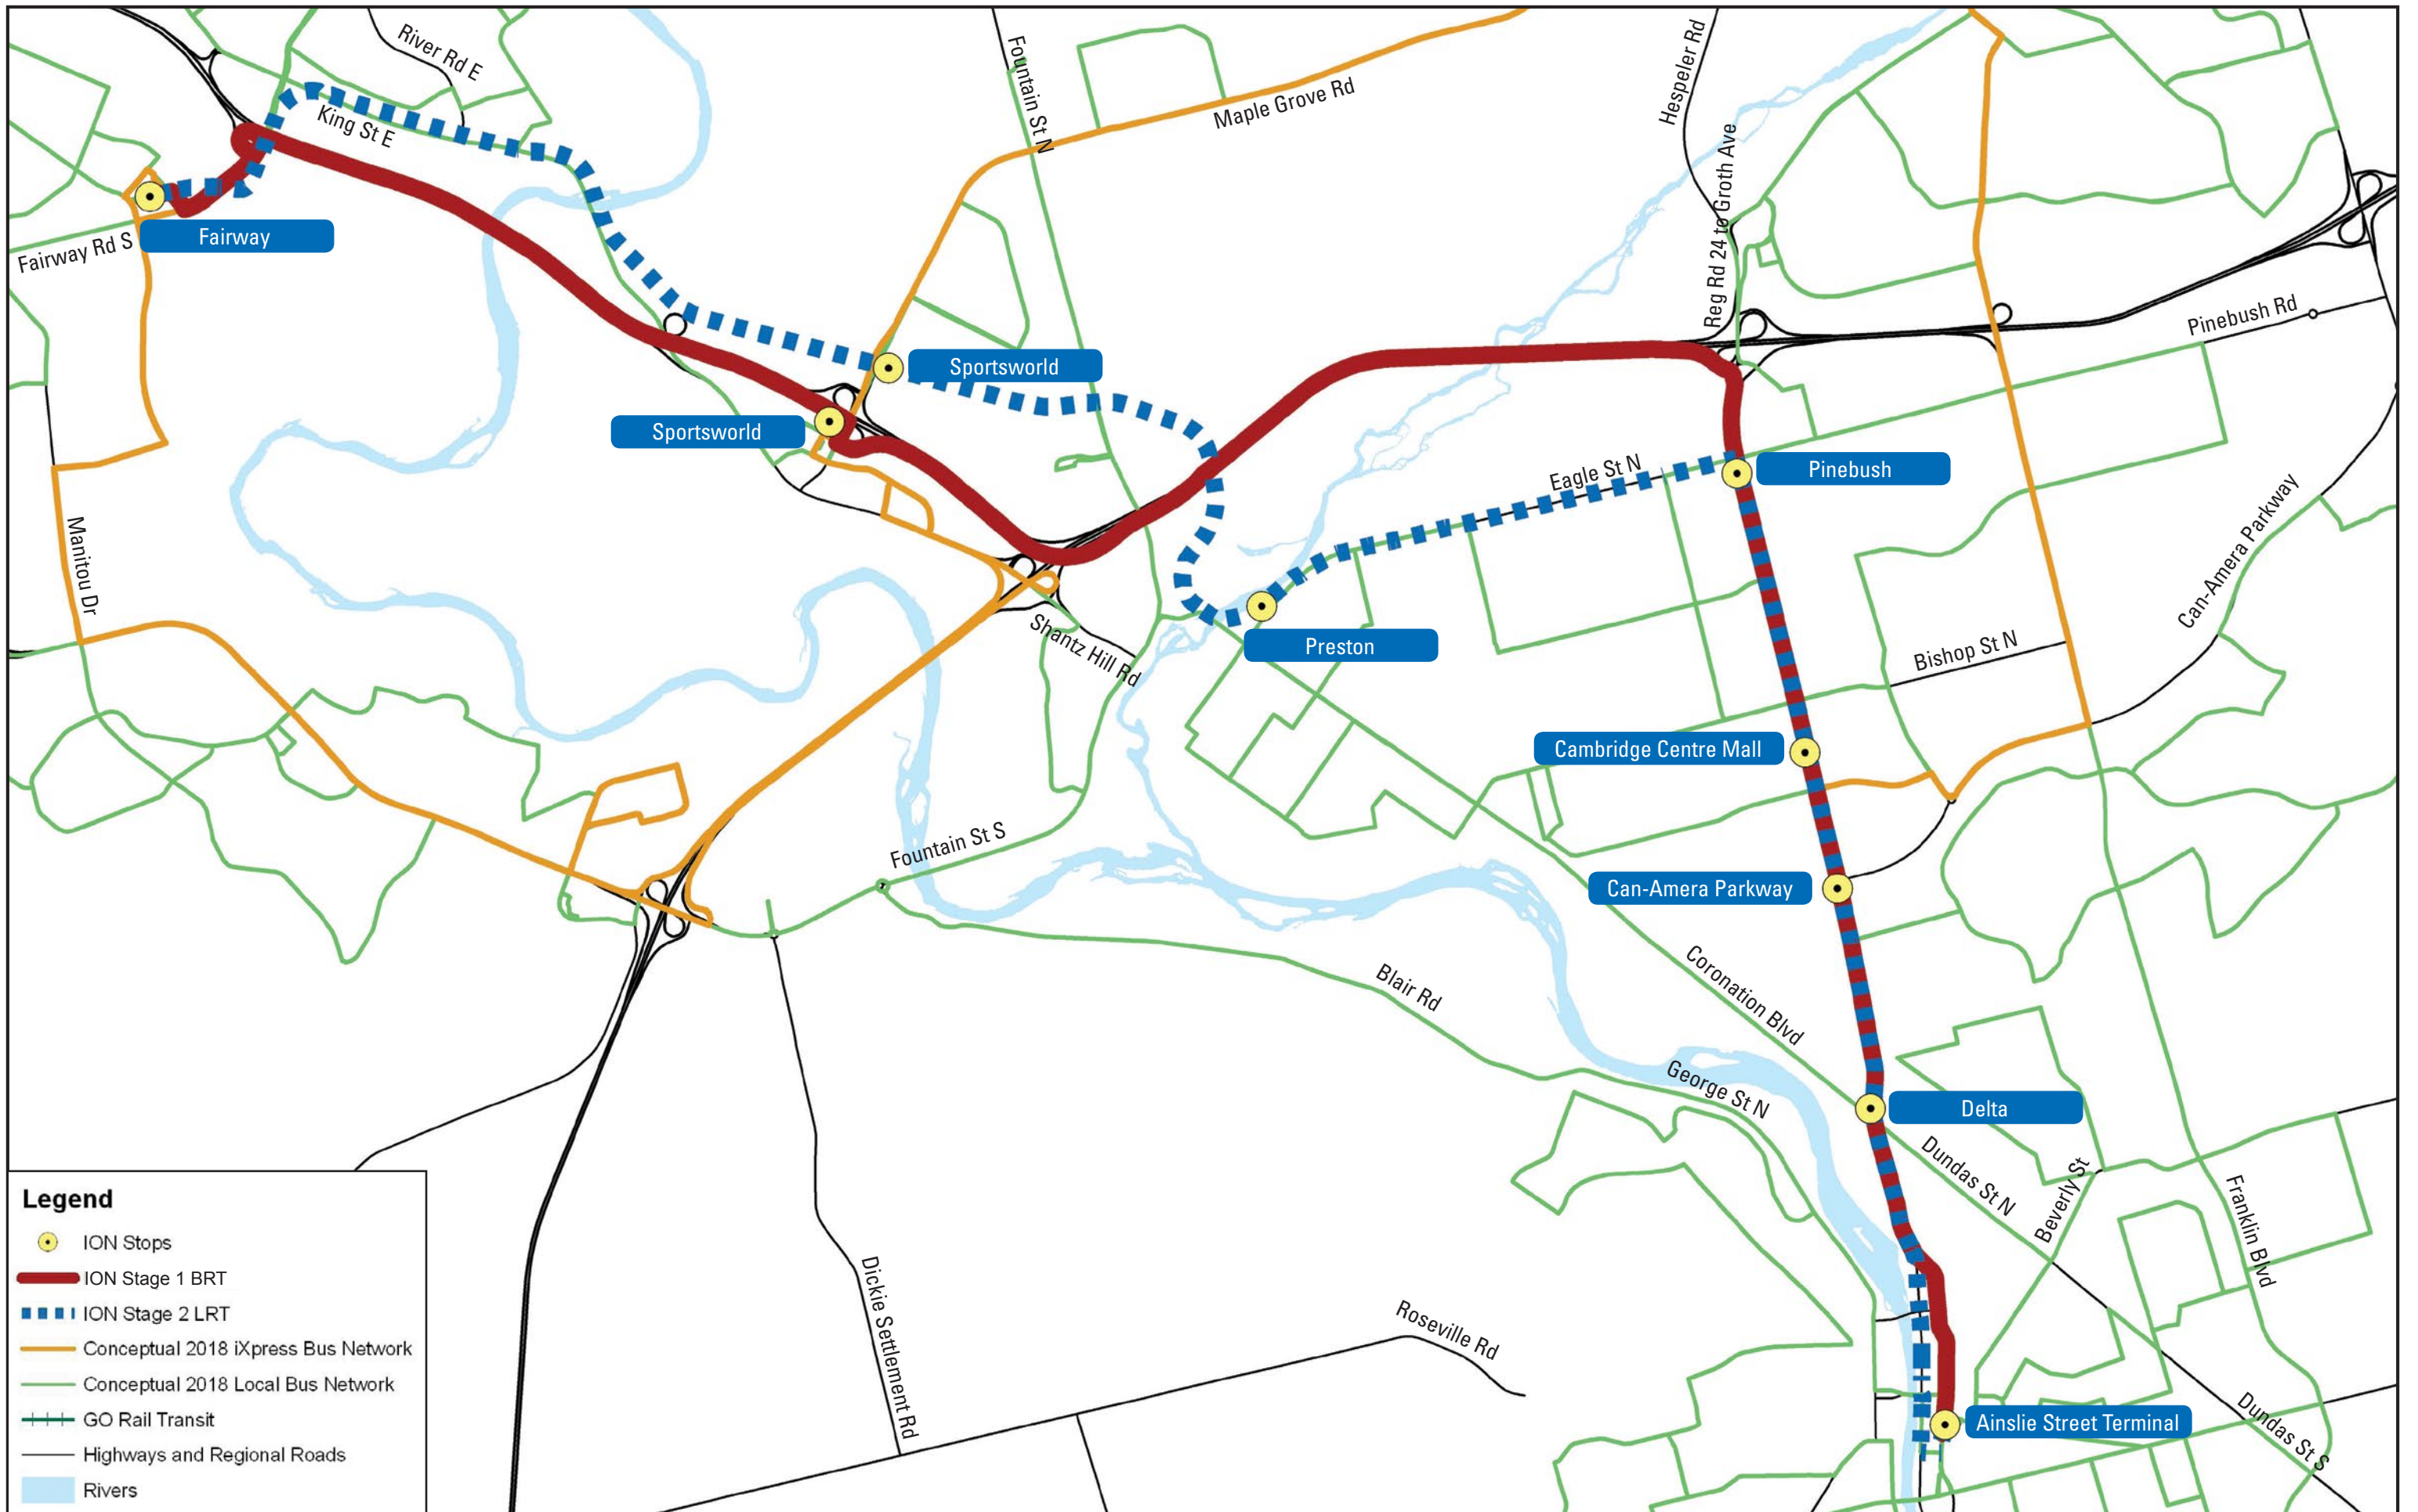 River Rd E
Fountain St N
Hespeler Rd
Maple Grove Rd
King St E
Reg Rd 24 to Groth Ave
Fairway
Fairway Rd S
Pinebush Rd
Sportsworld
Sportsworld
Pinebush
Eagle St N
Can-Amera Parkway
Manitou Dr
Shantz Hill Rd
Preston
Bishop St N
Cambridge Centre Mall
Fountain St S
Can-Amera Parkway
Coronation Blvd
Blair Rd
George St N
Delta
Dundas St N
Beverly St
Franklin Blvd
Dickie Settlement Rd
Roseville Rd
Ainslie Street Terminal
Dundas St S
Legend
ION Stops
ION Stage 1 BRT
ION Stage 2 LRT
Conceptual 2018 iXpress Bus Network
Conceptual 2018 Local Bus Network
GO Rail Transit
Highways and Regional Roads
Rivers